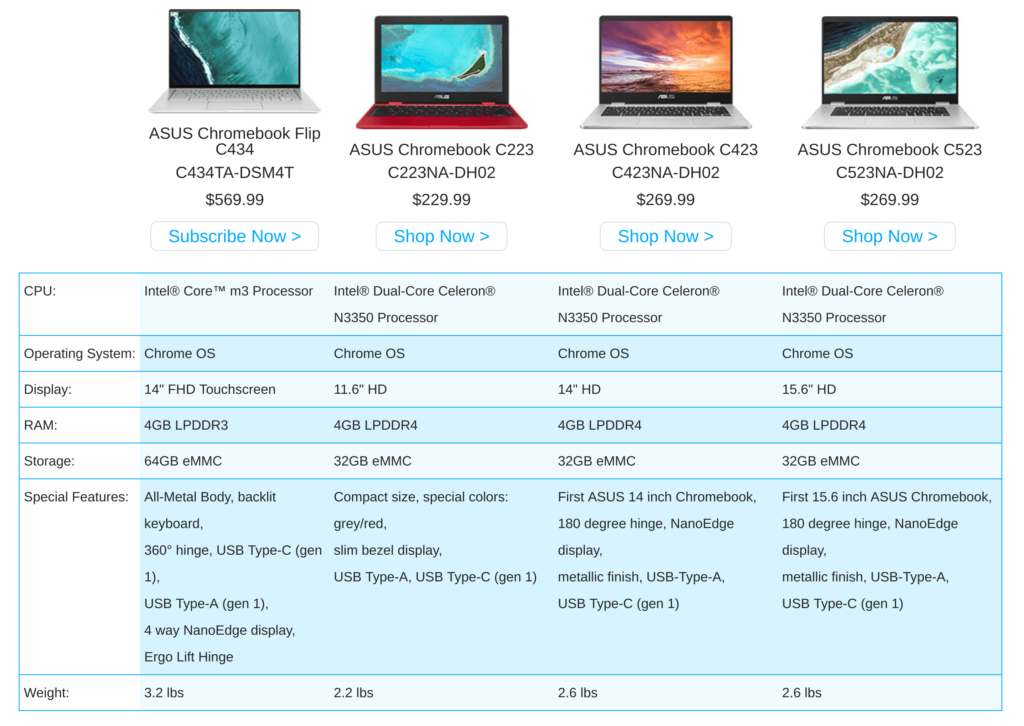 ASUS
ASUS
ASUS
ASUS Chromebook Flip
C434
C434TA-DSM4T
$569.99
Subscribe Now >
ASUS Chromebook C223
C223NA-DH02
$229.99
Shop Now >
ASUS Chromebook C423
C423NA-DH02
$269.99
Shop Now >
ASUS Chromebook C523
C523NA-DH02
$269.99
Shop Now >
CPU:
Intel® Core™ m3 Processor
Intel® Dual-Core Celeron®
N3350 Processor
Intel® Dual-Core Celeron®
N3350 Processor
Intel® Dual-Core Celeron®
N3350 Processor
Operating System:
Chrome OS
Chrome OS
Chrome OS
Chrome OS
Display:
14" FHD Touchscreen
11.6" HD
14" HD
15.6" HD
RAM:
4GB LPDDR3
4GB LPDDR4
4GB LPDDR4
4GB LPDDR4
Storage:
64GB eMMC
32GB eMMC
32GB eMMC
32GB eMMC
Special Features:
All-Metal Body, backlit
keyboard,
360° hinge, USB Type-C (gen
1),
USB Type-A (gen 1),
4 way NanoEdge display,
Ergo Lift Hinge
Compact size, special colors:
grey/red,
slim bezel display,
USB Type-A, USB Type-C (gen 1)
First ASUS 14 inch Chromebook,
180 degree hinge, NanoEdge
display,
metallic finish, USB-Type-A,
USB Type-C (gen 1)
First 15.6 inch ASUS Chromebook,
180 degree hinge, NanoEdge
display,
metallic finish, USB-Type-A,
USB Type-C (gen 1)
Weight:
3.2 lbs
2.2 lbs
2.6 lbs
2.6 lbs